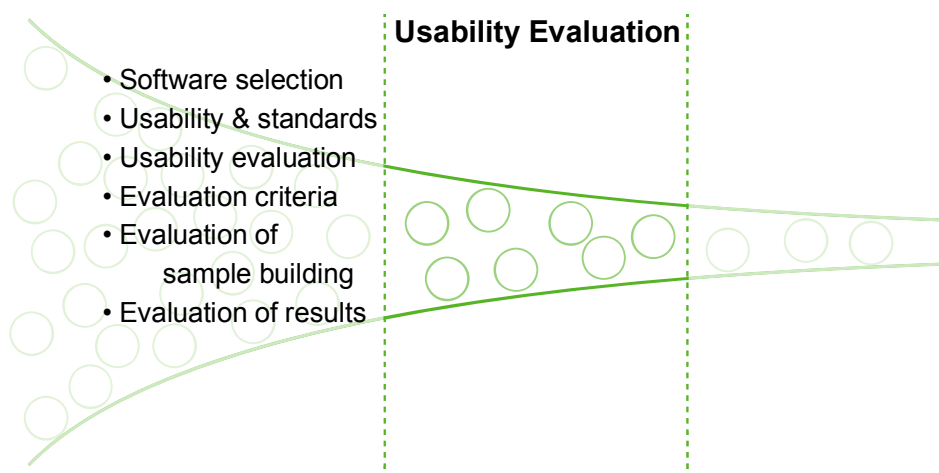 Usability Evaluation
• Software selection
• Usability & standards
• Usability evaluation
• Evaluation criteria
• Evaluation of
sample building
• Evaluation of results